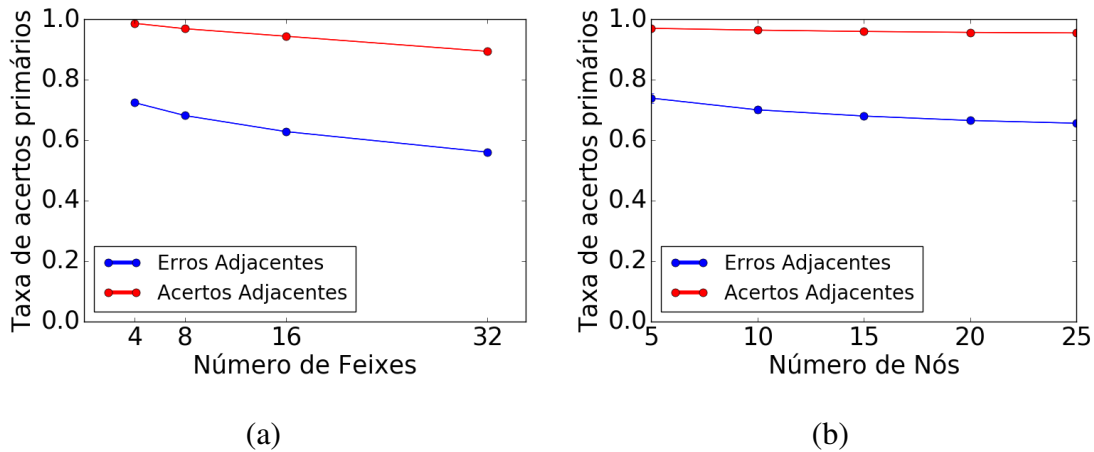 Taxa de acertos primários
1.0
0.8
0.6
0.4
0.2
0.0
Erros Adjacentes
Acertos Adjacentes
4 8 16 32
Número de Feixes
(a)
Taxa de acertos primários
1.0
0.8
0.6
0.4
0.2
0.0
Erros Adjacentes
Acertos Adjacentes
5 10 15 20 25
Número de Nós
(b)